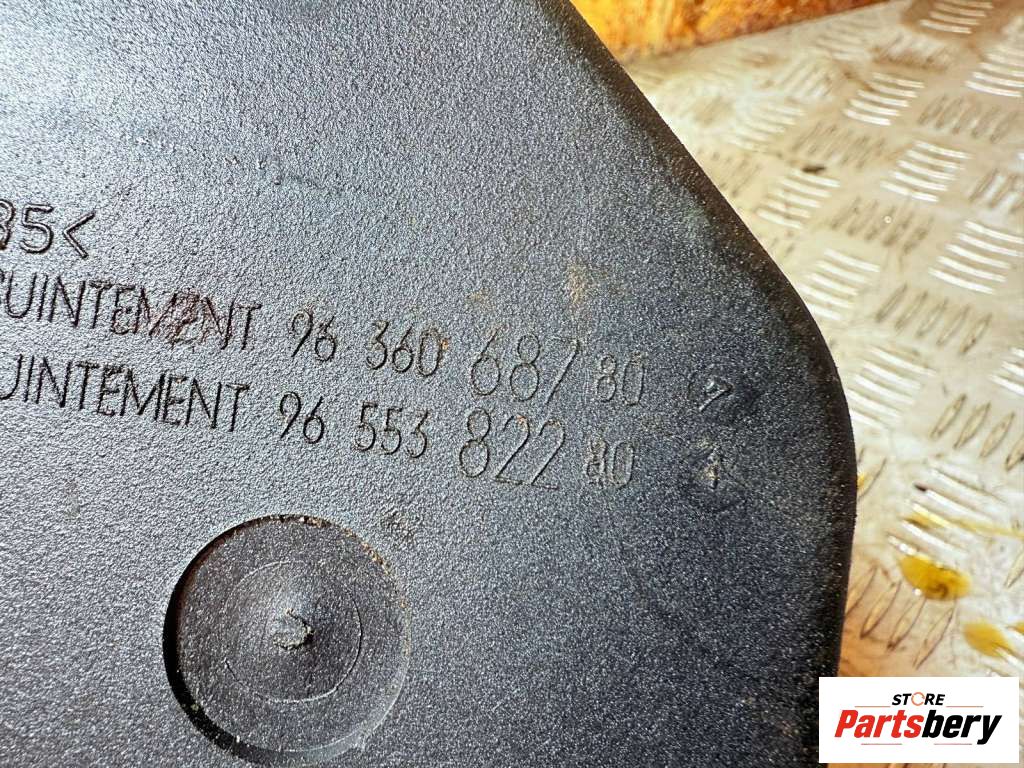 35<
UINTEMENT 96 360 687 80
UINTEMENT 96 553 822 80
STORE
Partsbery